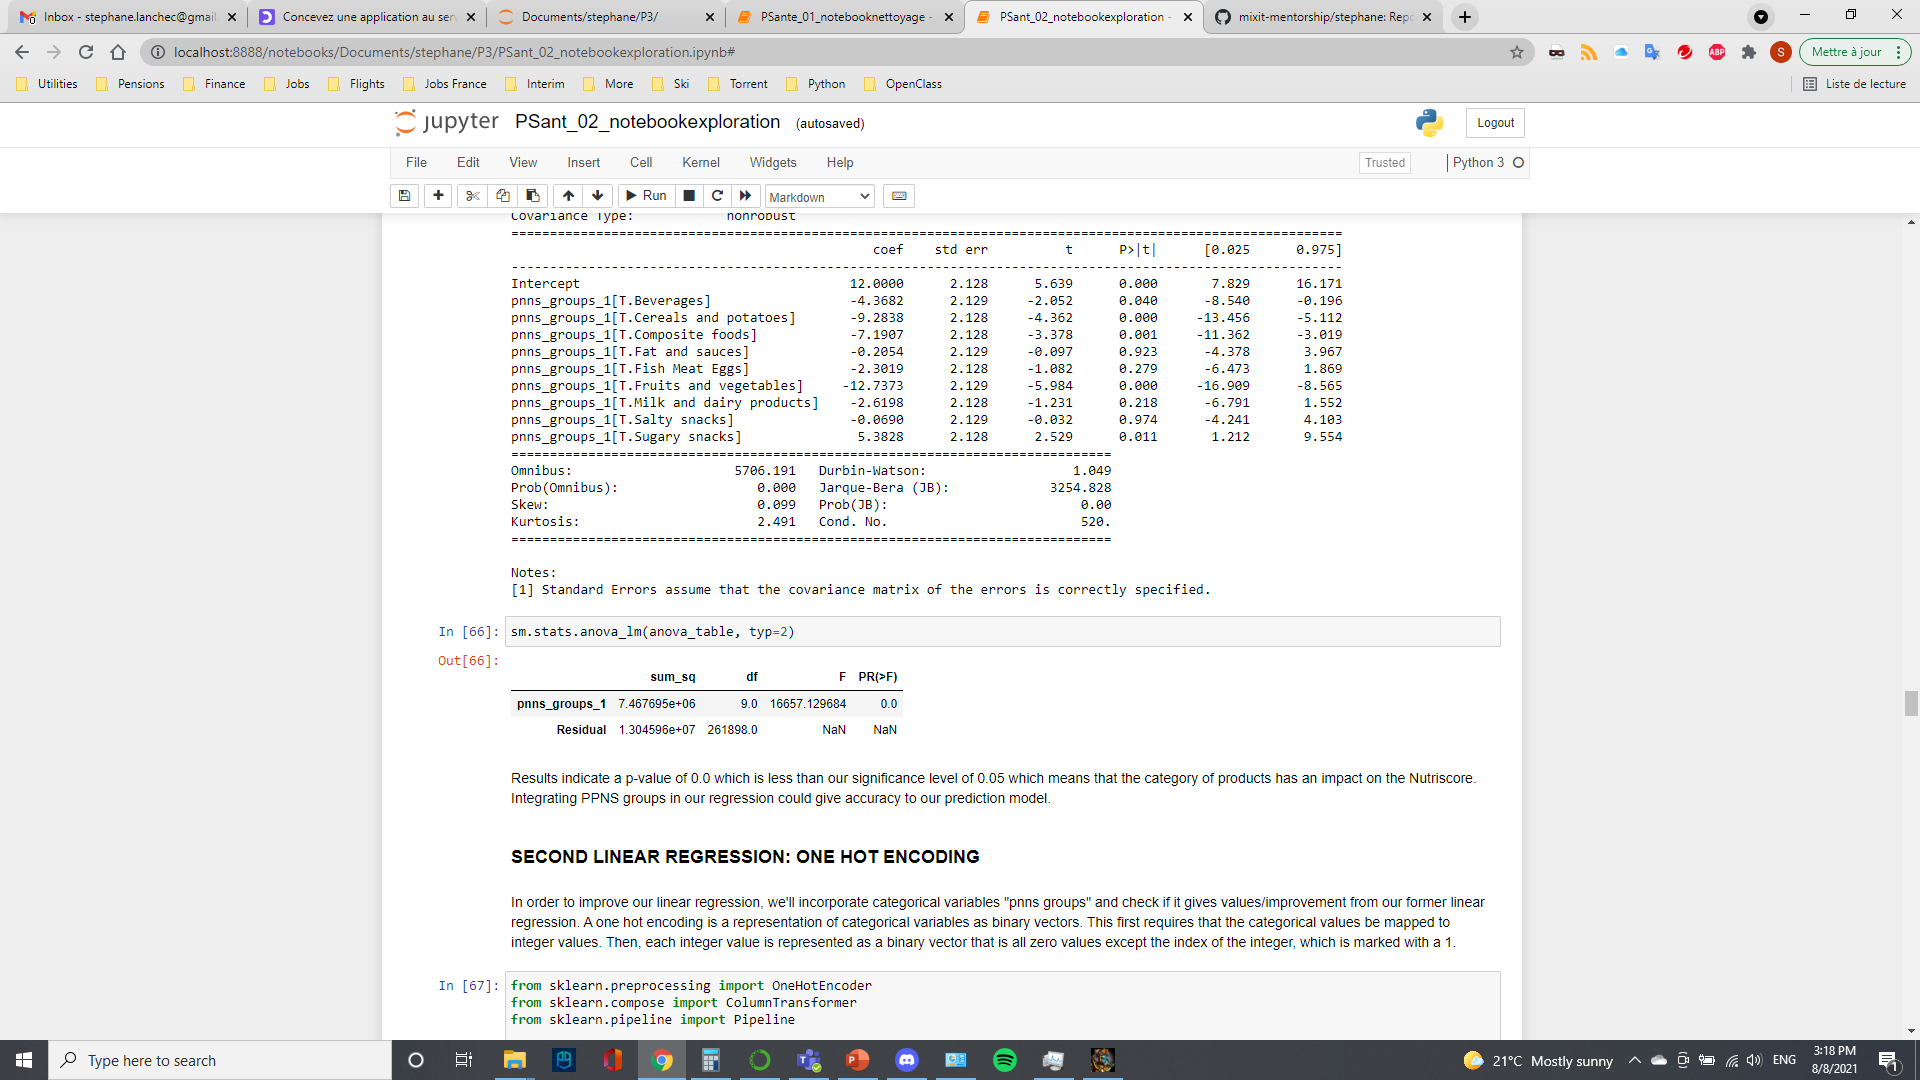 Inbox - stephane.lanchec@gmail
Concevez une application au ser
Documents/stephane/P3/
PSante_01_notebooknettoyage -
PSant_02_notebookexploration -
mixit-mentorship/stephane: Repo
localhost:8888/notebooks/Documents/stephane/P3/PSant_02_notebookexploration.ipynb#
ABP
S
Mettre à jour
Utilities Pensions Finance Jobs Flights Jobs France Interim More Ski Torrent Python OpenClass
Liste de lecture
jupyter PSant_02_notebookexploration (autosaved)
Logout
File Edit View Insert Cell Kernel Widgets Help
Trusted
Python 3
Run
Markdown
Covariance Type: nonrobust
==============================================================================
coef std err t P>|t| [0.025 0.975]
------------------------------------------------------------------------------
Intercept 12.0000 2.128 5.639 0.000 7.829 16.171
pnns_groups_1[T.Beverages] -4.3682 2.129 -2.052 0.040 -8.540 -0.196
pnns_groups_1[T.Cereals and potatoes] -9.2838 2.128 -4.362 0.000 -13.456 -5.112
pnns_groups_1[T.Composite foods] -7.1907 2.128 -3.378 0.001 -11.362 -3.019
pnns_groups_1[T.Fat and sauces] -0.2054 2.129 -0.097 0.923 -4.378 3.967
pnns_groups_1[T.Fish Meat Eggs] -2.3019 2.128 -1.082 0.279 -6.473 1.869
pnns_groups_1[T.Fruits and vegetables] -12.7373 2.129 -5.984 0.000 -16.909 -8.565
pnns_groups_1[T.Milk and dairy products] -2.6198 2.128 -1.231 0.218 -6.791 1.552
pnns_groups_1[T.Salty snacks] -0.0690 2.129 -0.032 0.974 -4.241 4.103
pnns_groups_1[T.Sugary snacks] 5.3828 2.128 2.529 0.011 1.212 9.554
==============================================================================
Omnibus: 5706.191 Durbin-Watson: 1.049
Prob(Omnibus): 0.000 Jarque-Bera (JB): 3254.828
Skew: 0.099 Prob(JB): 0.00
Kurtosis: 2.491 Cond. No. 520.
==============================================================================
Notes:
[1] Standard Errors assume that the covariance matrix of the errors is correctly specified.
In [66]: sm.stats.anova_lm(anova_table, typ=2)
Out[66]:
sum_sq df F PR(>F)
pnns_groups_1 7.467695e+06 9.0 16657.129684 0.0
Residual 1.304596e+07 261898.0 NaN NaN
Results indicate a p-value of 0.0 which is less than our significance level of 0.05 which means that the category of products has an impact on the Nutriscore.
Integrating PPNS groups in our regression could give accuracy to our prediction model.
SECOND LINEAR REGRESSION: ONE HOT ENCODING
In order to improve our linear regression, we'll incorporate categorical variables "pnns groups" and check if it gives values/improvement from our former linear
regression. A one hot encoding is a representation of categorical variables as binary vectors. This first requires that the categorical values be mapped to
integer values. Then, each integer value is represented as a binary vector that is all zero values except the index of the integer, which is marked with a 1.
In [67]: from sklearn.preprocessing import OneHotEncoder
from sklearn.compose import ColumnTransformer
from sklearn.pipeline import Pipeline
Type here to search
21°C Mostly sunny
ENG
3:18 PM
8/8/2021
1